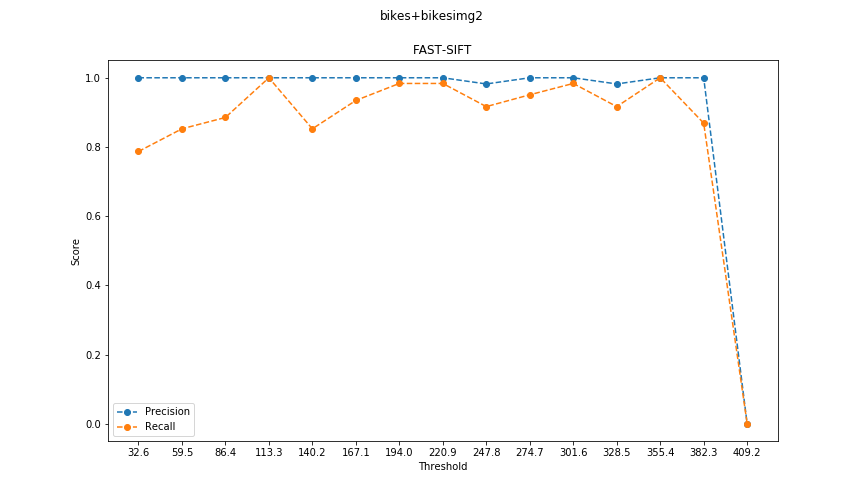 bikes+bikesimg2
FAST-SIFT
1.0
0.8
0.6
0.4
0.2
0.0
Score
Precision
Recall
32.6 59.5 86.4 113.3 140.2 167.1 194.0 220.9 247.8 274.7 301.6 328.5 355.4 382.3 409.2
Threshold